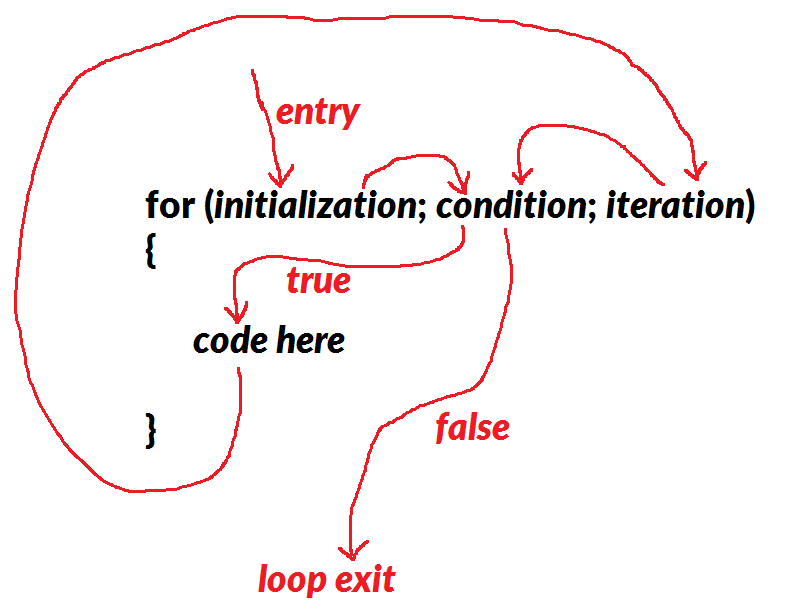 entry
for (initialization; condition; iteration)
{
true
code here
}
false
loop exit